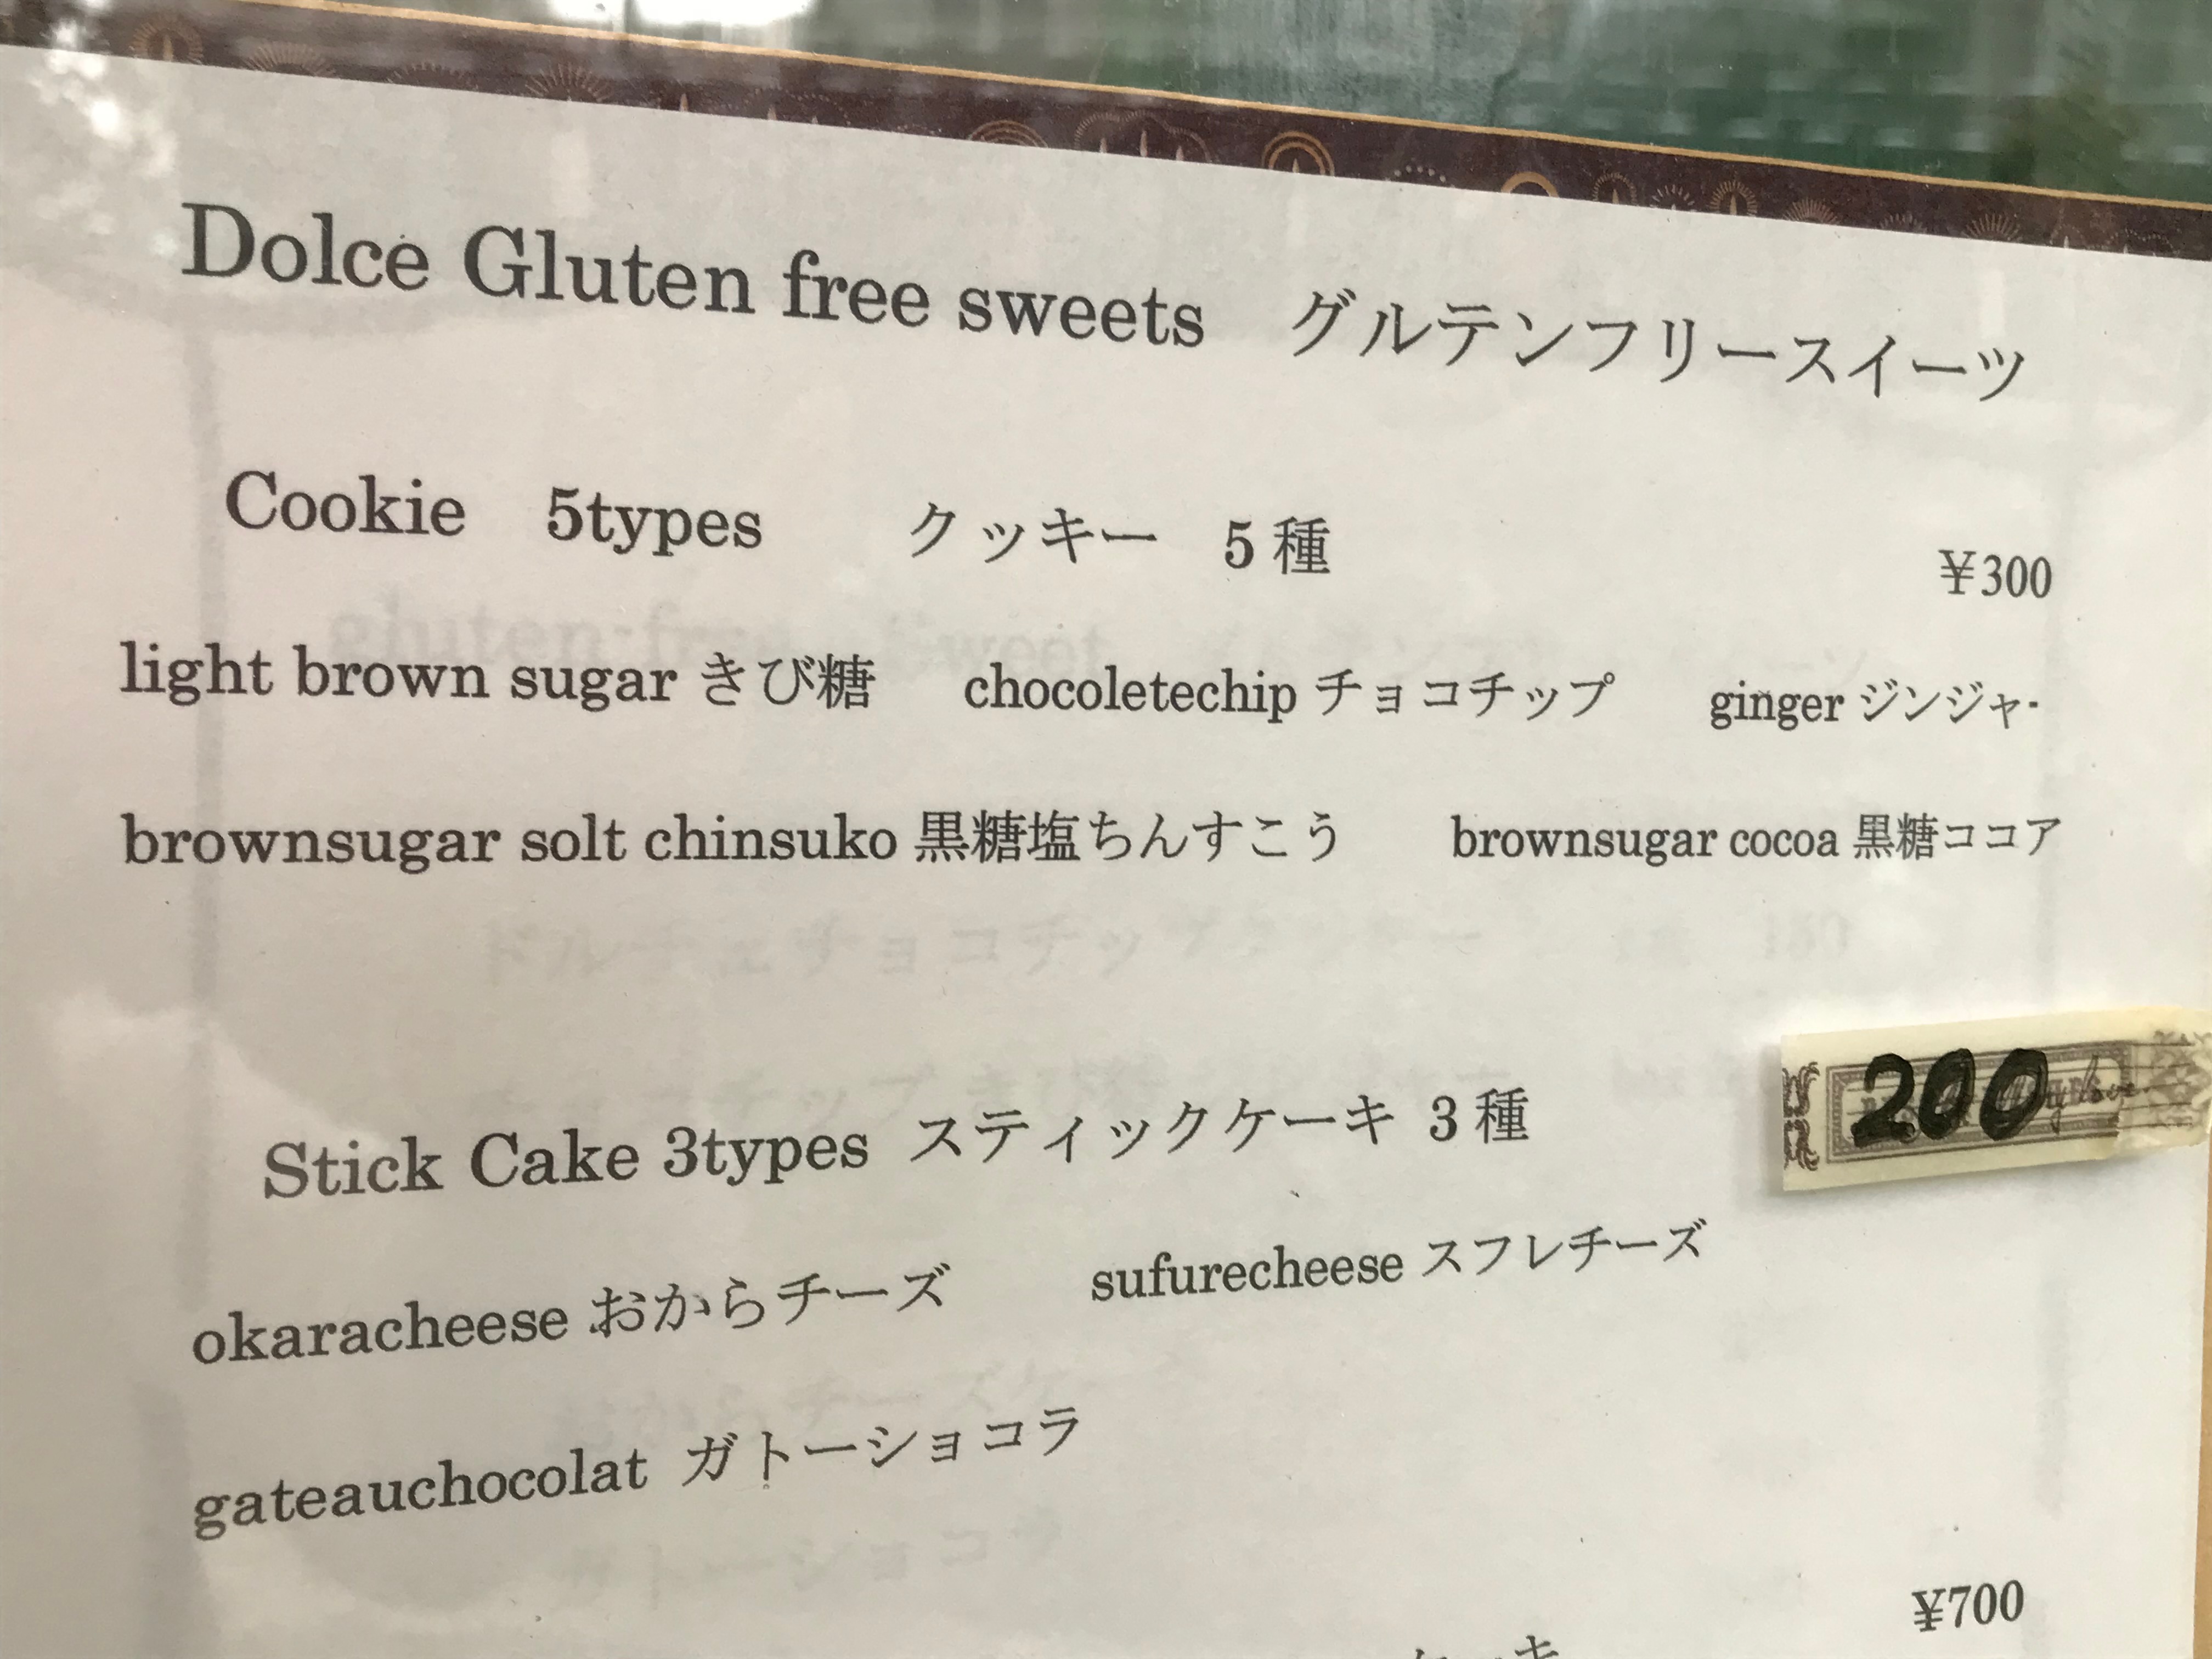 Dolce Gluten free sweets グルテンフリースイーツ
Cookie 5types クッキー 5種 ¥300
light brown sugar きび糖 chocoletechip チョコチップ ginger ジンジャ-
brownsugar solt chinsuko 黒糖塩ちんすこう brownsugar cocoa 黒糖ココア
Stick Cake 3types スティックケーキ 3種 200
okaracheese おからチーズ sufurecheese スフレチーズ
gateauchocolat ガトーショコラ
¥700